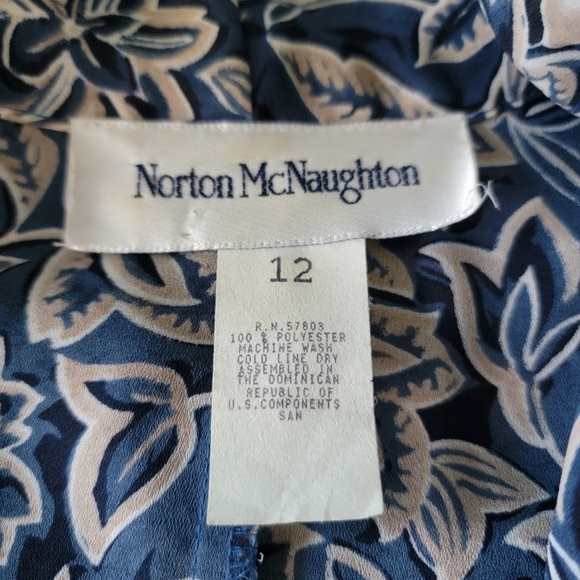 Norton McNaughton
12
R.N.57803
100 % POLYESTER
MACHINE WASH
COLD LINE DRY
ASSEMBLED IN
THE DOMINICAN
REPUBLIC OF
U.S.COMPONENTS
SAN